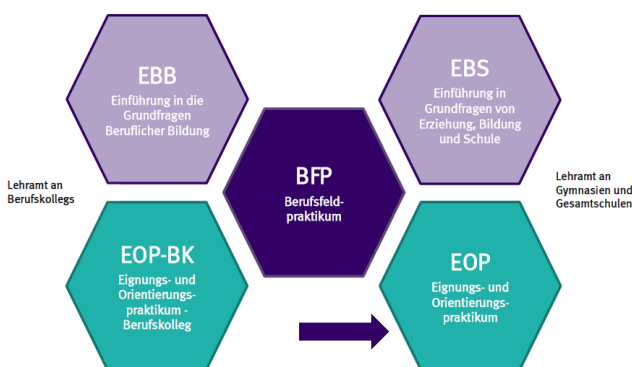 EBB
Einführung in die
Grundfragen
Beruflicher Bildung
EBS
Einführung in
Grundfragen von
Erziehung, Bildung
und Schule
BFP
Berufsfeld-
praktikum
Lehramt an
Berufskollegs
Lehramt an
Gymnasien und
Gesamtschulen
EOP-BK
Eignungs- und
Orientierungs-
praktikum -
Berufskolleg
EOP
Eignungs- und
Orientierungs-
praktikum